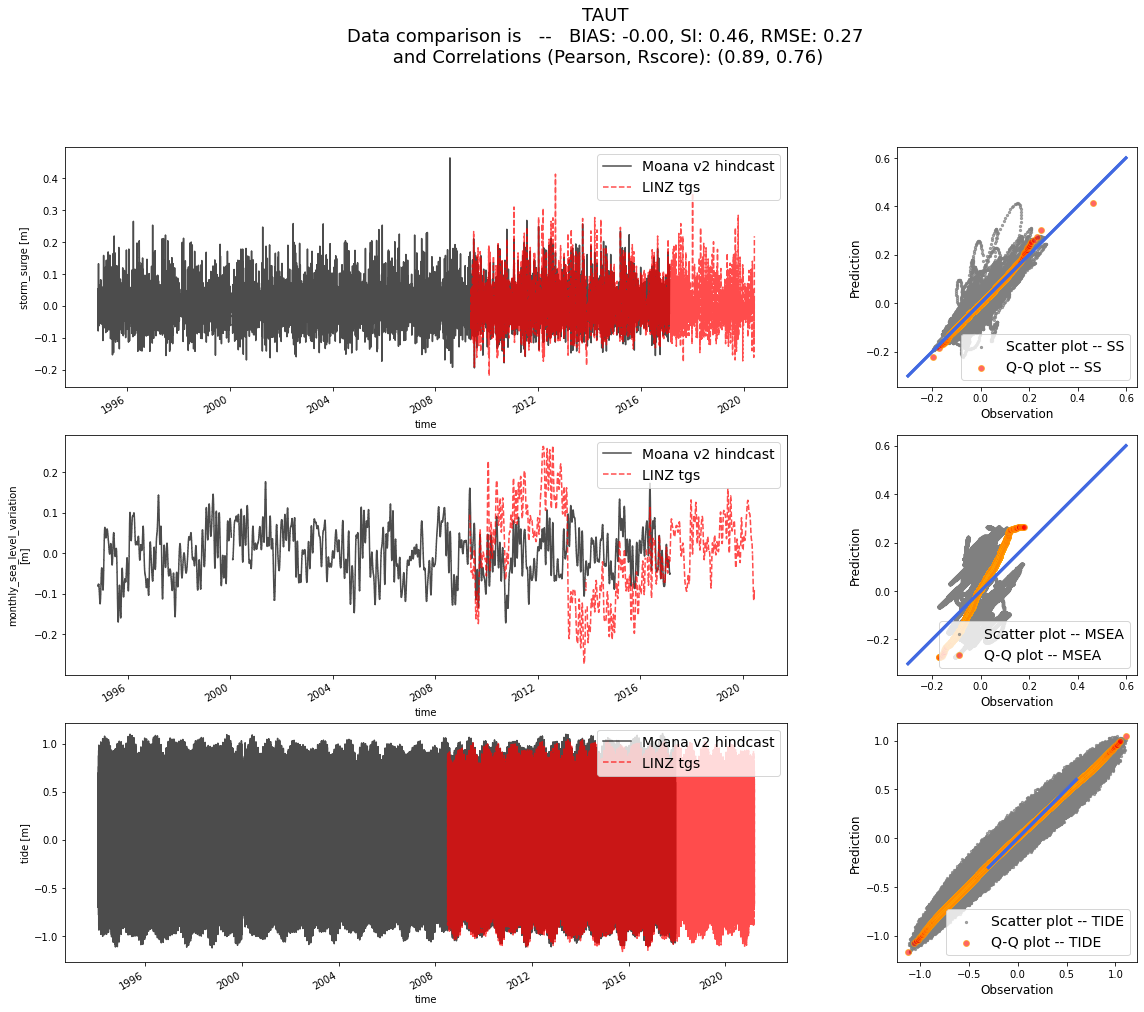 TAUT
Data comparison is -- BIAS: -0.00, SI: 0.46, RMSE: 0.27
and Correlations (Pearson, Rscore): (0.89, 0.76)
storm_surge [m]
0.4
0.3
0.2
0.1
0.0
−0.1
−0.2
Moana v2 hindcast
LINZ tgs
1996
2000
2004
2008
2012
2016
2020
time
Prediction
0.6
0.4
0.2
0.0
−0.2
Scatter plot -- SS
Q-Q plot -- SS
−0.2
0.0
0.2
0.4
0.6
Observation
monthly_sea_level_variation
[m]
0.2
0.1
0.0
−0.1
−0.2
Moana v2 hindcast
LINZ tgs
1996
2000
2004
2008
2012
2016
2020
time
Prediction
0.6
0.4
0.2
0.0
−0.2
Scatter plot -- MSEA
Q-Q plot -- MSEA
−0.2
0.0
0.2
0.4
0.6
Observation
tide [m]
1.0
0.5
0.0
−0.5
−1.0
Moana v2 hindcast
LINZ tgs
1996
2000
2004
2008
2012
2016
2020
time
Prediction
1.0
0.5
0.0
−0.5
−1.0
Scatter plot -- TIDE
Q-Q plot -- TIDE
−1.0
−0.5
0.0
0.5
1.0
Observation